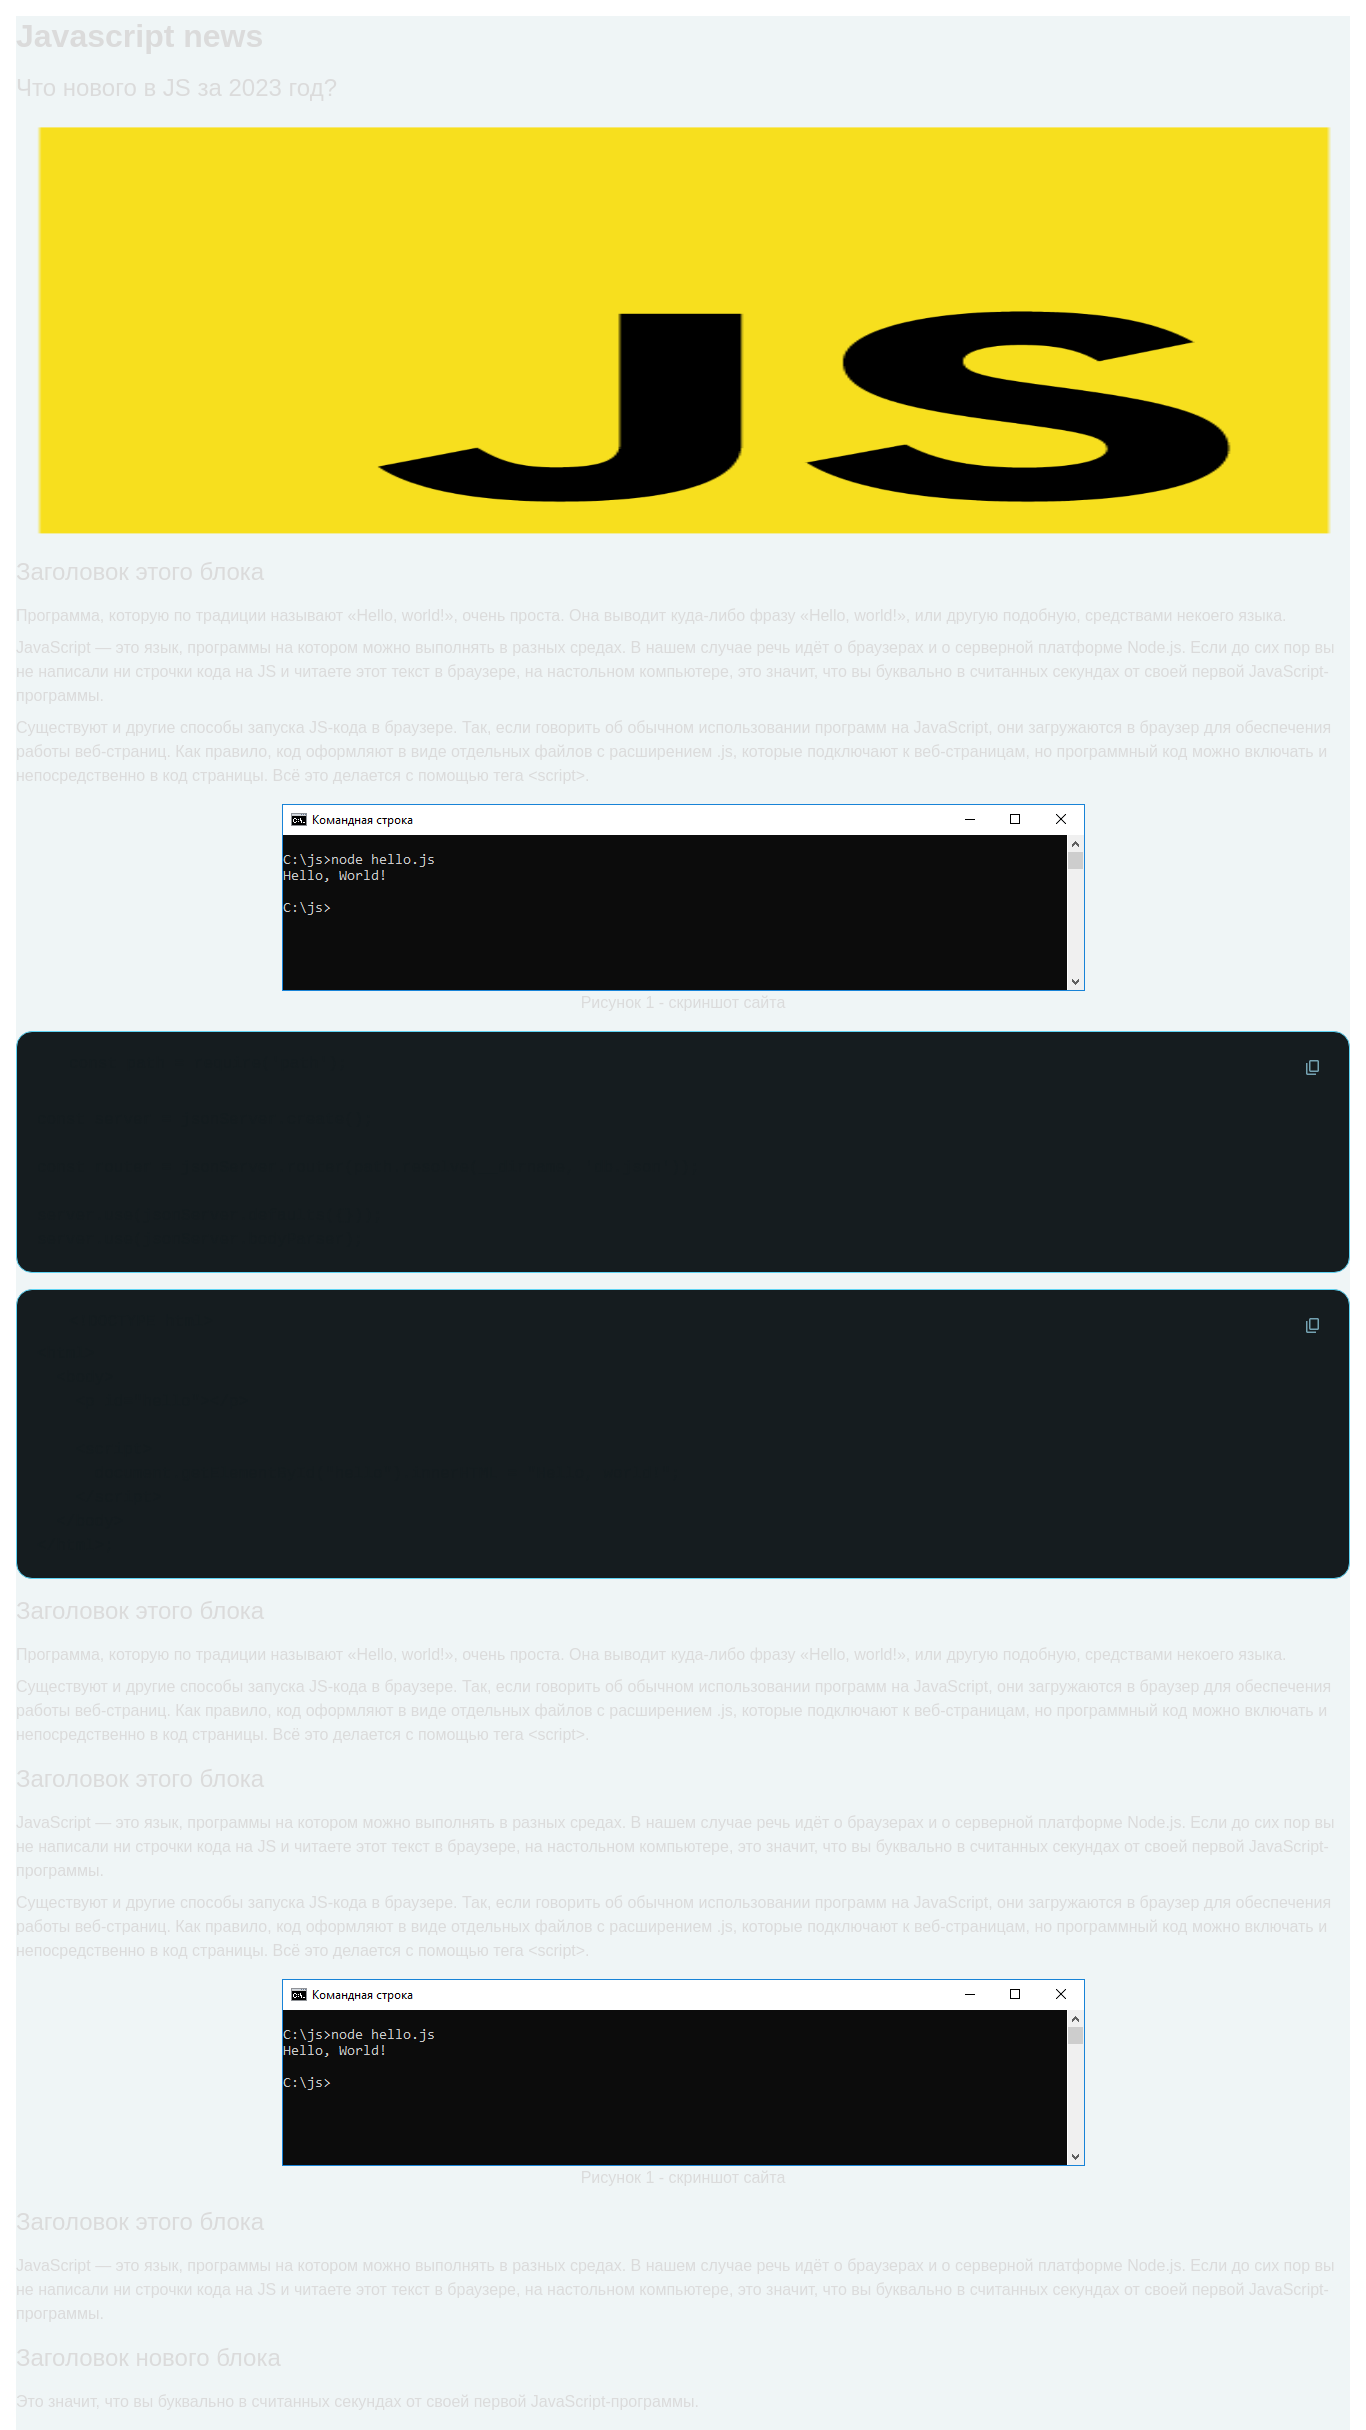 Javascript news
Что нового в JS за 2023 год?
JS
Заголовок этого блока
Программа, которую по традиции называют «Hello, world!», очень проста. Она выводит куда-либо фразу «Hello, world!», или другую подобную, средствами некоего языка.
JavaScript — это язык, программы на котором можно выполнять в разных средах. В нашем случае речь идёт о браузерах и о серверной платформе Node.js. Если до сих пор вы
не написали ни строчки кода на JS и читаете этот текст в браузере, на настольном компьютере, это значит, что вы буквально в считанных секундах от своей первой JavaScript-
программы.
Существуют и другие способы запуска JS-кода в браузере. Так, если говорить об обычном использовании программ на JavaScript, они загружаются в браузер для обеспечения
работы веб-страниц. Как правило, код оформляют в виде отдельных файлов с расширением .js, которые подключают к веб-страницам, но программный код можно включать и
непосредственно в код страницы. Всё это делается с помощью тега <script>.
Командная строка
C:\js>node hello.js
Hello, World!
C:\js>
Рисунок 1 - скриншот сайта
Заголовок этого блока
Программа, которую по традиции называют «Hello, world!», очень проста. Она выводит куда-либо фразу «Hello, world!», или другую подобную, средствами некоего языка.
Существуют и другие способы запуска JS-кода в браузере. Так, если говорить об обычном использовании программ на JavaScript, они загружаются в браузер для обеспечения
работы веб-страниц. Как правило, код оформляют в виде отдельных файлов с расширением .js, которые подключают к веб-страницам, но программный код можно включать и
непосредственно в код страницы. Всё это делается с помощью тега <script>.
Заголовок этого блока
JavaScript — это язык, программы на котором можно выполнять в разных средах. В нашем случае речь идёт о браузерах и о серверной платформе Node.js. Если до сих пор вы
не написали ни строчки кода на JS и читаете этот текст в браузере, на настольном компьютере, это значит, что вы буквально в считанных секундах от своей первой JavaScript-
программы.
Существуют и другие способы запуска JS-кода в браузере. Так, если говорить об обычном использовании программ на JavaScript, они загружаются в браузер для обеспечения
работы веб-страниц. Как правило, код оформляют в виде отдельных файлов с расширением .js, которые подключают к веб-страницам, но программный код можно включать и
непосредственно в код страницы. Всё это делается с помощью тега <script>.
Командная строка
C:\js>node hello.js
Hello, World!
C:\js>
Рисунок 1 - скриншот сайта
Заголовок этого блока
JavaScript — это язык, программы на котором можно выполнять в разных средах. В нашем случае речь идёт о браузерах и о серверной платформе Node.js. Если до сих пор вы
не написали ни строчки кода на JS и читаете этот текст в браузере, на настольном компьютере, это значит, что вы буквально в считанных секундах от своей первой JavaScript-
программы.
Заголовок нового блока
Это значит, что вы буквально в считанных секундах от своей первой JavaScript-программы.